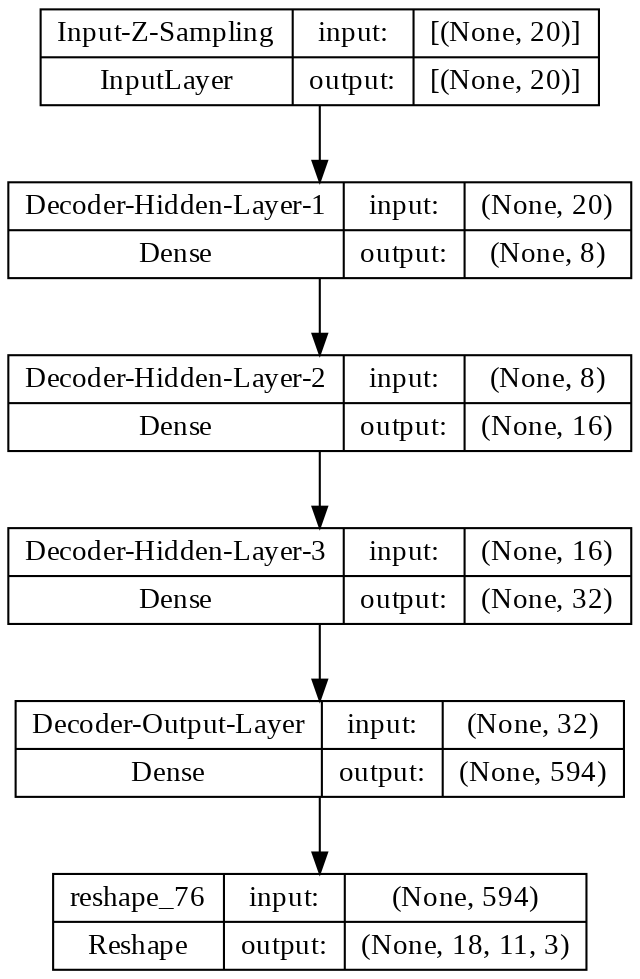 Input-Z-Sampling input: [(None, 20)]
InputLayer output: [(None, 20)]
Decoder-Hidden-Layer-1 input: (None, 20)
Dense output: (None, 8)
Decoder-Hidden-Layer-2 input: (None, 8)
Dense output: (None, 16)
Decoder-Hidden-Layer-3 input: (None, 16)
Dense output: (None, 32)
Decoder-Output-Layer input: (None, 32)
Dense output: (None, 594)
reshape_76 input: (None, 594)
Reshape output: (None, 18, 11, 3)